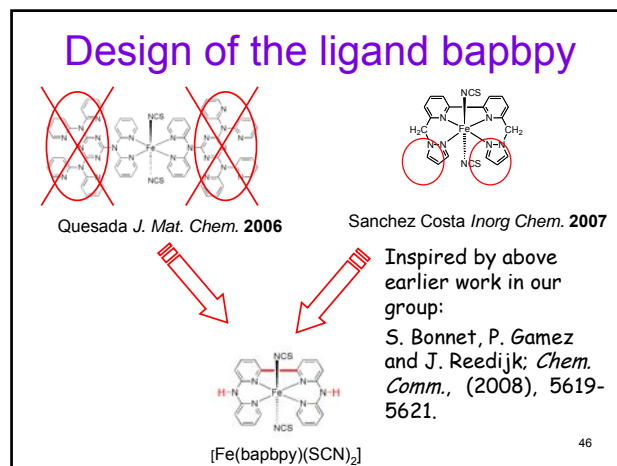 Design of the ligand bapbpy
NCS
N N N N N N N Fe N N N N N N N N
NCS
NCS
Fe
CH₂ N N N N CH₂
N N N N
NCS
Quesada J. Mat. Chem. 2006
Sanchez Costa Inorg Chem. 2007
Inspired by above
earlier work in our
group:
S. Bonnet, P. Gamez
and J. Reedijk; Chem.
Comm., (2008), 5619-
5621.
NCS
N N
H-N Fe N-H
N N
NCS
[Fe(bapbpy)(SCN)₂]
46